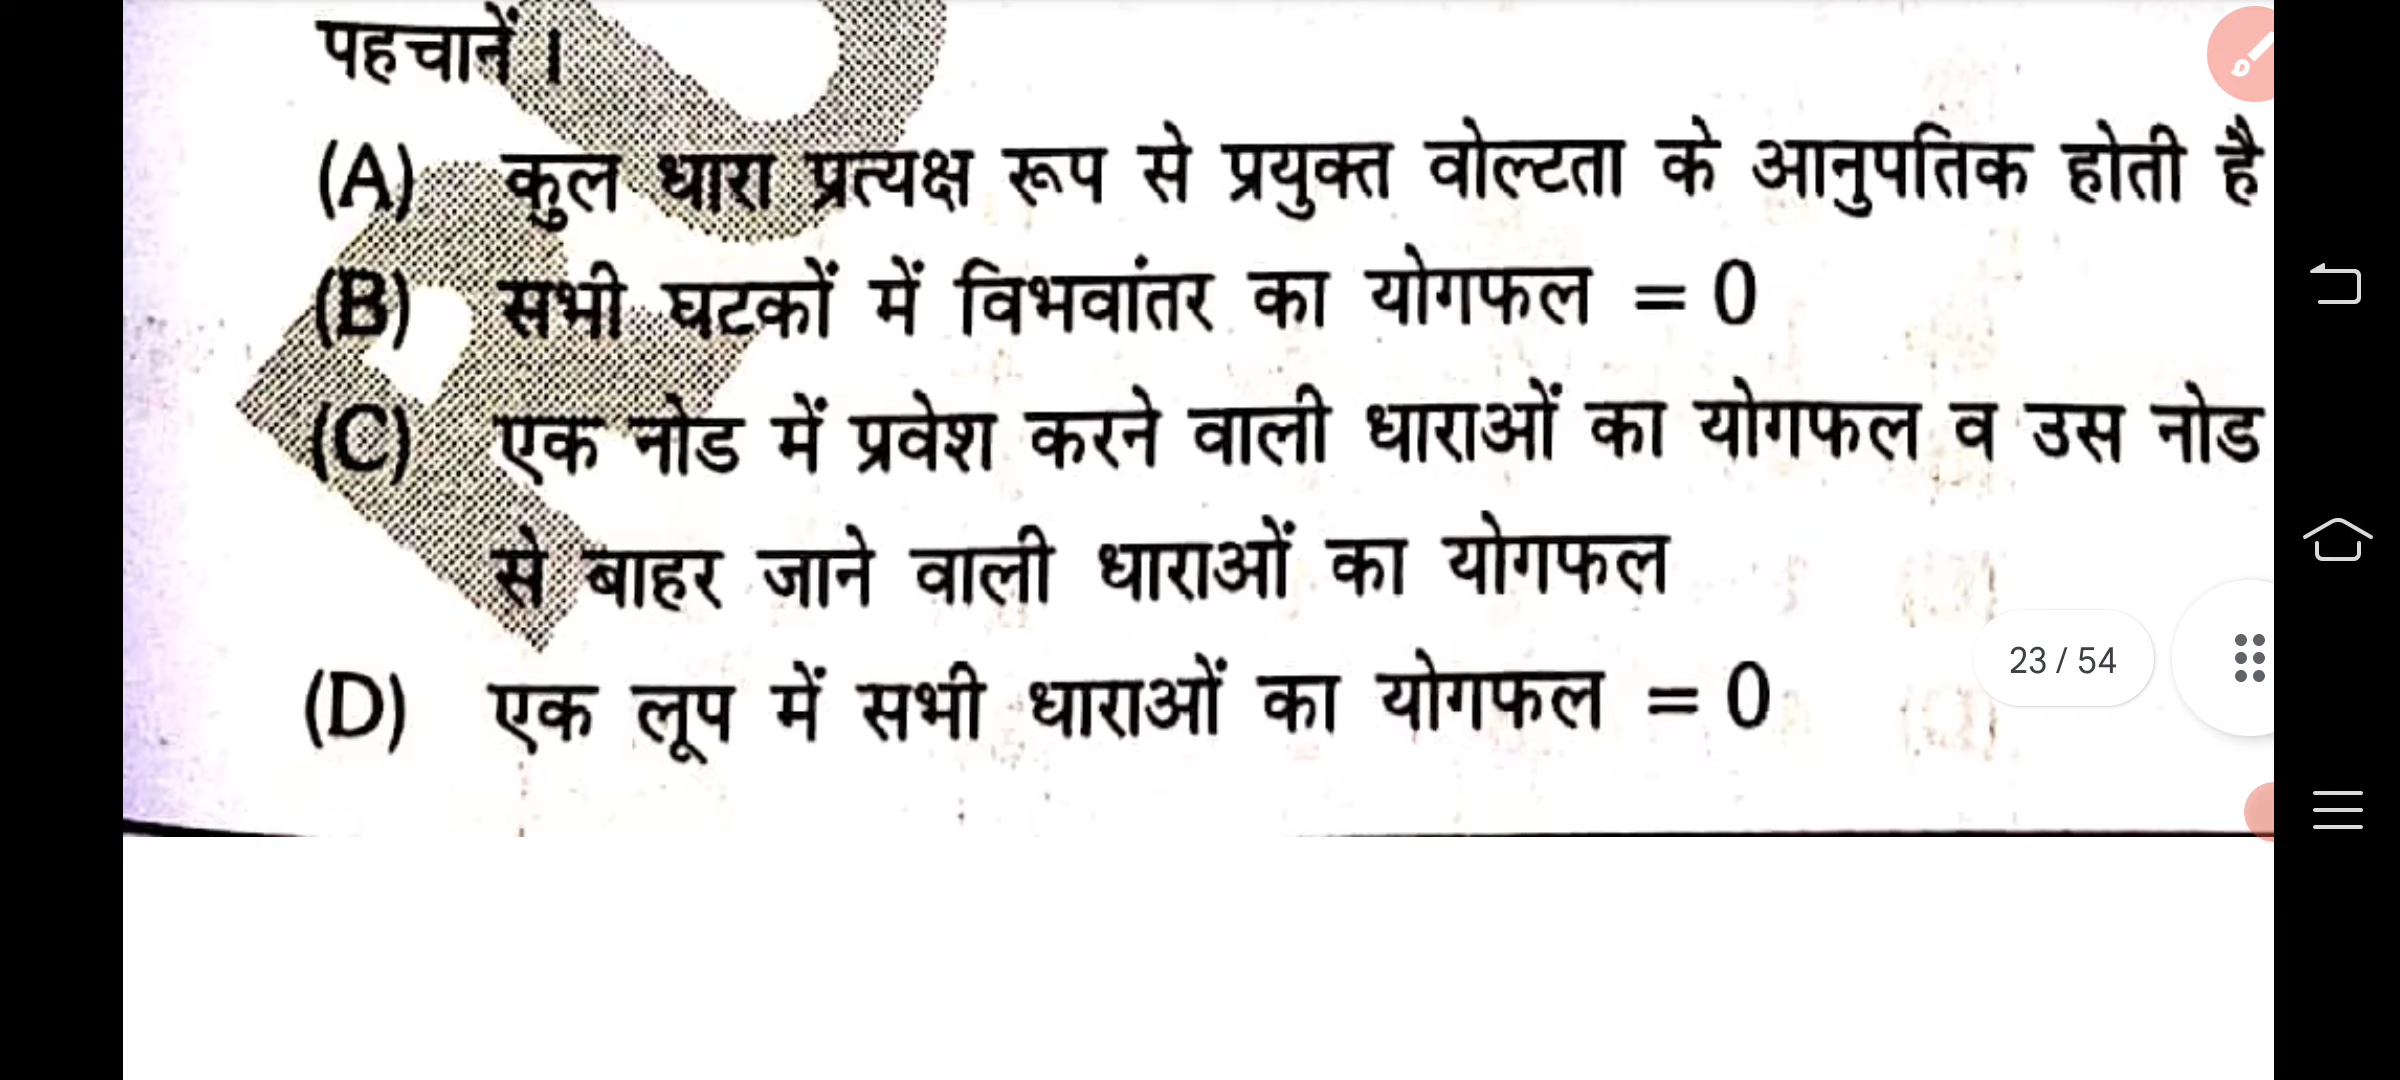 पहचानें।
(A) कुल धारा प्रत्यक्ष रूप से प्रयुक्त वोल्टता के आनुपतिक होती है
(B) सभी घटकों में विभवांतर का योगफल = 0
(C) एक नोड में प्रवेश करने वाली धाराओं का योगफल व उस नोड
से बाहर जाने वाली धाराओं का योगफल
23 / 54
(D) एक लूप में सभी धाराओं का योगफल = 0